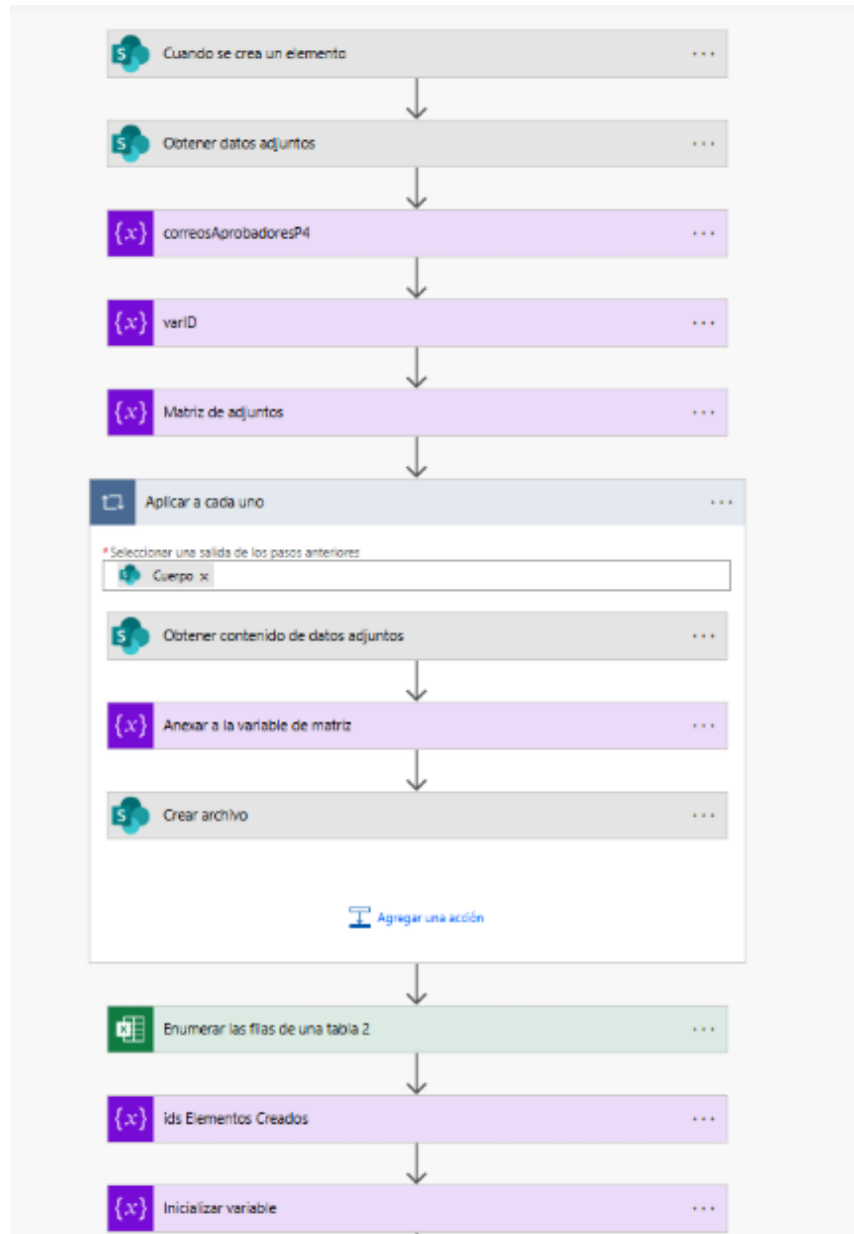 Cuando se crea un elemento
Obtener datos adjuntos
{x} correosAprobadoresP4
{x} varID
{x} Matriz de adjuntos
Aplicar a cada uno
*Seleccionar una salida de los pasos anteriores
Cuerpo ×
Obtener contenido de datos adjuntos
{x} Anexar a la variable de matriz
Crear archivo
Agregar una acción
Enumerar las filas de una tabla 2
{x} ids Elementos Creados
{x} Inicializar variable